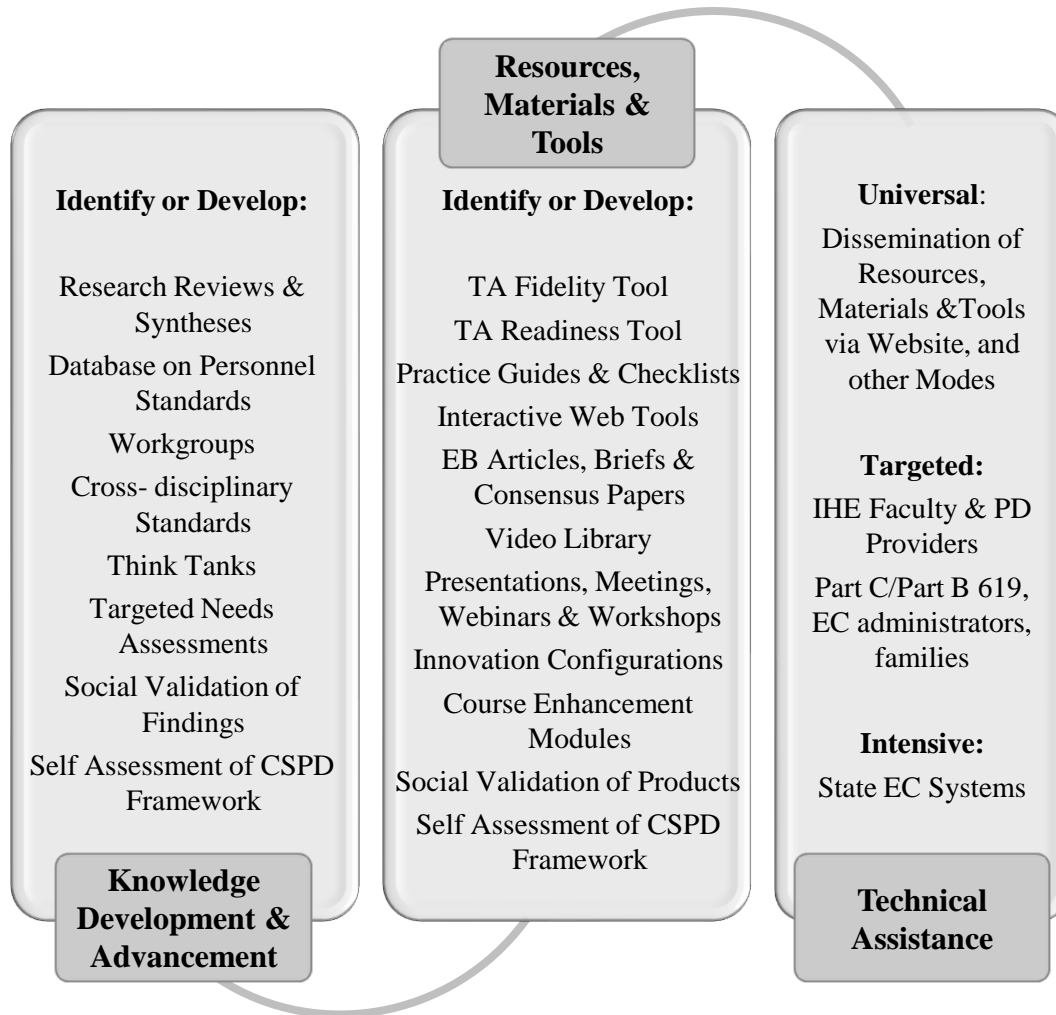 Identify or Develop:
Research Reviews &
Syntheses
Database on Personnel
Standards
Workgroups
Cross- disciplinary
Standards
Think Tanks
Targeted Needs
Assessments
Social Validation of
Findings
Self Assessment of CSPD
Framework
Knowledge
Development &
Advancement
Resources,
Materials &
Tools
Identify or Develop:
TA Fidelity Tool
TA Readiness Tool
Practice Guides & Checklists
Interactive Web Tools
EB Articles, Briefs &
Consensus Papers
Video Library
Presentations, Meetings,
Webinars & Workshops
Innovation Configurations
Course Enhancement
Modules
Social Validation of Products
Self Assessment of CSPD
Framework
Universal:
Dissemination of
Resources,
Materials &Tools
via Website, and
other Modes
Targeted:
IHE Faculty & PD
Providers
Part C/Part B 619,
EC administrators,
families
Intensive:
State EC Systems
Technical
Assistance